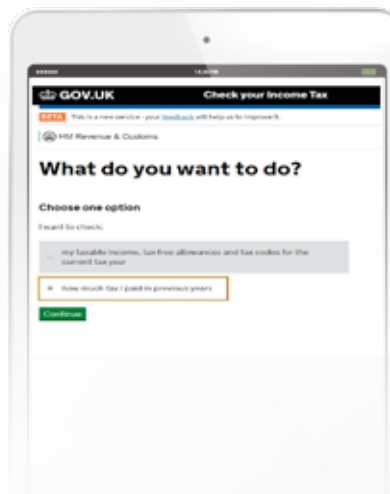 GOV.UK Check your Income Tax
BETA This is a new service - your feedback will help us to improve it.
HM Revenue & Customs
What do you want to do?
Choose one option
I want to check:
my taxable income, tax-free allowances and tax codes for the
current tax year
how much tax I paid in previous years
Continue